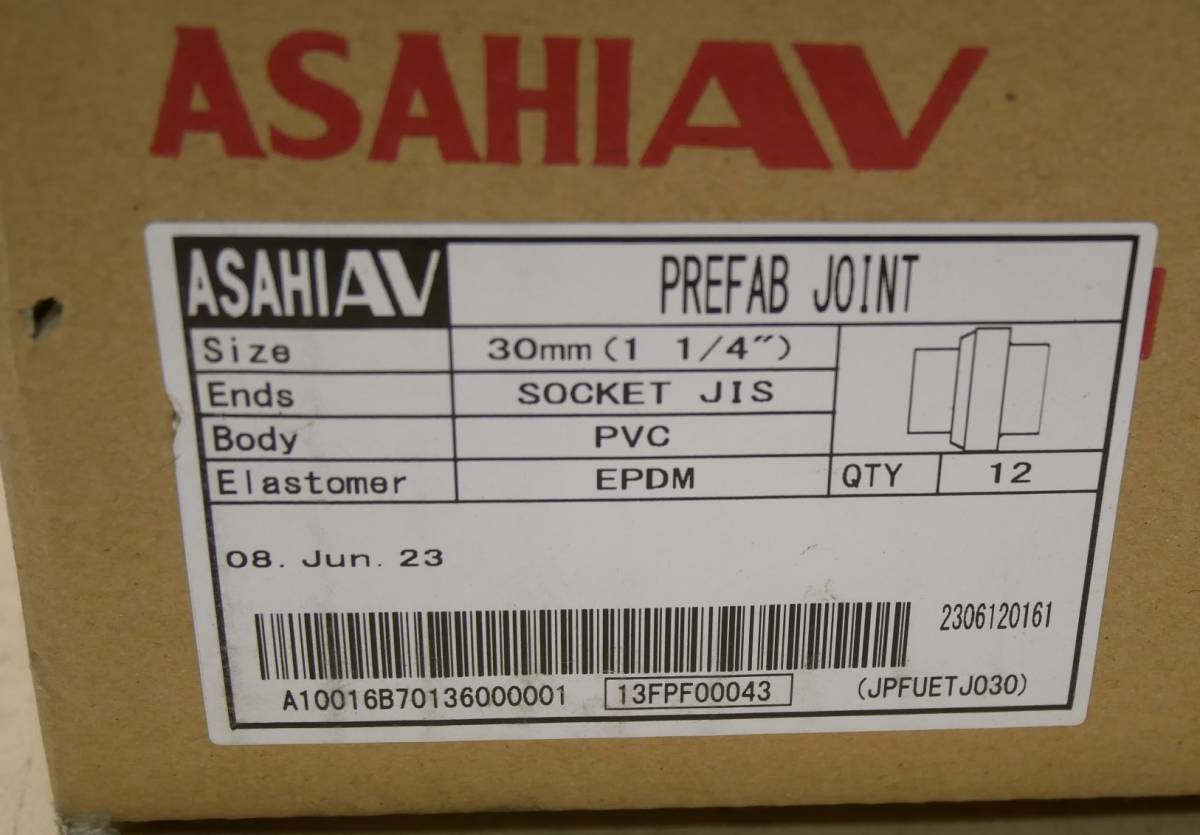 ASAHIAV
ASAHIAV PREFAB JOINT
Size 30mm (1 1/4")
Ends SOCKET JIS
Body PVC
Elastomer EPDM QTY 12
08. Jun. 23
2306120161
A10016B70136000001 13FPF00043 (JPFUETJ030)